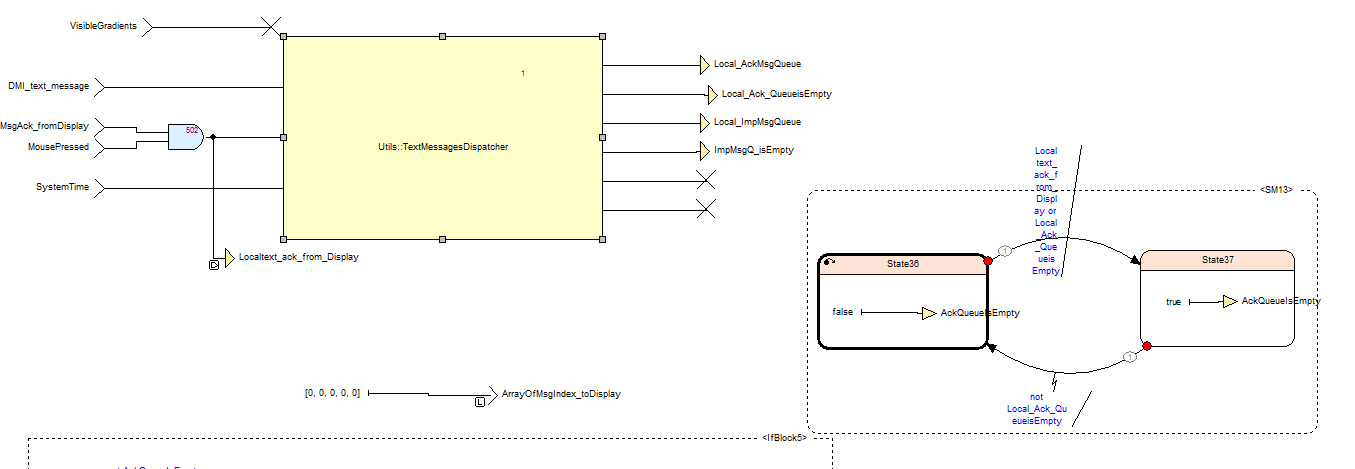 VisibleGradients
DMI_text_message
MsgAck_fromDisplay
MousePressed
SystemTime
502
1
Utils::TextMessagesDispatcher
Local_AckMsgQueue
Local_Ack_QueueisEmpty
Local_ImpMsgQueue
ImpMsgQ_isEmpty
D
Localtext_ack_from_Display
[0, 0, 0, 0, 0]
L
ArrayOfMsgIndex_toDisplay
<SM13>
Local
text_
ack_f
rom_
Displ
ay or
Local
_Ack
_Que
ueis
Empty
1
State36
false
AckQueueIsEmpty
State37
true
AckQueueIsEmpty
1
not
Local_Ack_Qu
eueisEmpty
<IfBlock5>